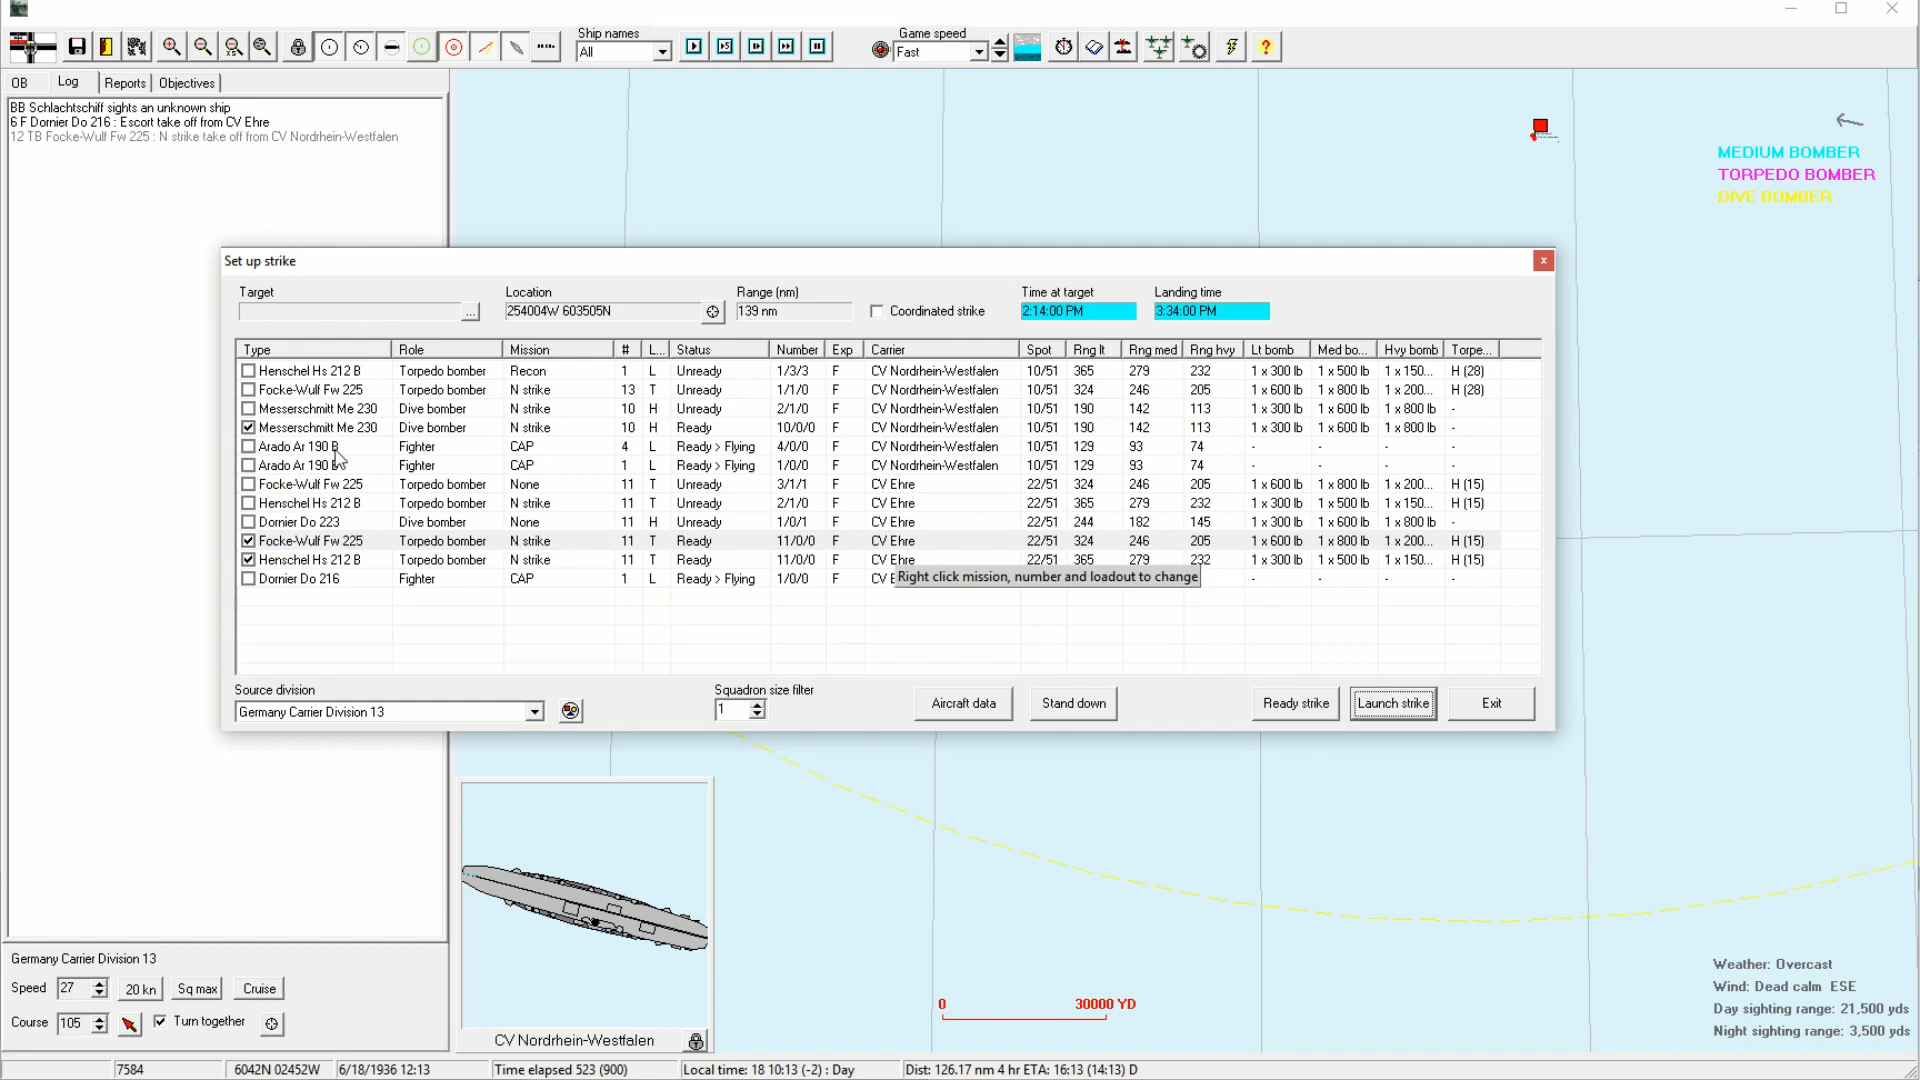 Ship names
All
Game speed
Fast
OB Log Reports Objectives
BB Schlachtschiff sights an unknown ship
6 F Dornier Do 216 : Escort take off from CV Ehre
12 TB Focke-Wulf Fw 225 : N strike take off from CV Nordrhein-Westfalen
MEDIUM BOMBER
TORPEDO BOMBER
DIVE BOMBER
Set up strike
Target Location Range (nm) Time at target Landing time
... 254004W 603505N 139 nm Coordinated strike 2:14:00 PM 3:34:00 PM
Type Role Mission # L... Status Number Exp Carrier Spot Rng lt Rng med Rng hvy Lt bomb Med bo... Hvy bomb Torpe...
Henschel Hs 212 B Torpedo bomber Recon 1 L Unready 1/3/3 F CV Nordrhein-Westfalen 10/51 365 279 232 1 x 300 lb 1 x 500 lb 1 x 150... H (28)
Focke-Wulf Fw 225 Torpedo bomber N strike 13 T Unready 1/1/0 F CV Nordrhein-Westfalen 10/51 324 246 205 1 x 600 lb 1 x 800 lb 1 x 200... H (28)
Messerschmitt Me 230 Dive bomber N strike 10 H Unready 2/1/0 F CV Nordrhein-Westfalen 10/51 190 142 113 1 x 300 lb 1 x 600 lb 1 x 800 lb -
Messerschmitt Me 230 Dive bomber N strike 10 H Ready 10/0/0 F CV Nordrhein-Westfalen 10/51 190 142 113 1 x 300 lb 1 x 600 lb 1 x 800 lb -
Arado Ar 190 B Fighter CAP 4 L Ready > Flying 4/0/0 F CV Nordrhein-Westfalen 10/51 129 93 74 - - - -
Arado Ar 190 Fighter CAP 1 L Ready > Flying 1/0/0 F CV Nordrhein-Westfalen 10/51 129 93 74 - - - -
Focke-Wulf Fw 225 Torpedo bomber None 11 T Unready 3/1/1 F CV Ehre 22/51 324 246 205 1 x 600 lb 1 x 800 lb 1 x 200... H (15)
Henschel Hs 212 B Torpedo bomber N strike 11 T Unready 2/1/0 F CV Ehre 22/51 365 279 232 1 x 300 lb 1 x 500 lb 1 x 150... H (15)
Dornier Do 223 Dive bomber None 11 H Unready 1/0/1 F CV Ehre 22/51 244 182 145 1 x 300 lb 1 x 600 lb 1 x 800 lb -
Focke-Wulf Fw 225 Torpedo bomber N strike 11 T Ready 11/0/0 F CV Ehre 22/51 324 246 205 1 x 600 lb 1 x 800 lb 1 x 200... H (15)
Henschel Hs 212 B Torpedo bomber N strike 11 T Ready 11/0/0 F CV Ehre 22/51 365 279 232 1 x 300 lb 1 x 500 lb 1 x 150... H (15)
Dornier Do 216 Fighter CAP 1 L Ready > Flying 1/0/0 F CV - - - -
Right click mission, number and loadout to change
Source division Squadron size filter
Germany Carrier Division 13 1 Aircraft data Stand down Ready strike Launch strike Exit
Germany Carrier Division 13
Speed 27 20 kn Sq max Cruise
Course 105 Turn together
CV Nordrhein-Westfalen
0 30000 YD
Weather: Overcast
Wind: Dead calm ESE
Day sighting range: 21,500 yds
Night sighting range: 3,500 yds
7584 6042N 02452W 6/18/1936 12:13 Time elapsed 523 (900) Local time: 18 10:13 (-2) : Day Dist: 126.17 nm 4 hr ETA: 16:13 (14:13) D